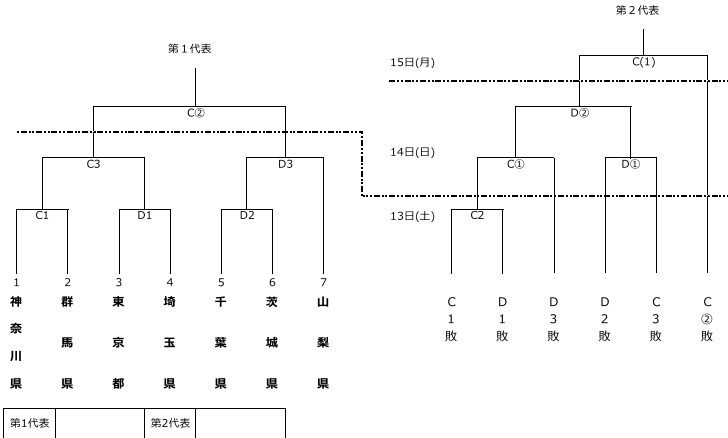 第２代表
第１代表
15日(月)
C(1)
C②
D②
14日(日)
C3
D3
C①
D①
13日(土)
C1
D1
D2
C2
1
2
3
4
5
6
7
神奈川県
群馬県
東京都
埼玉県
千葉県
茨城県
山梨県
C1敗
D1敗
D3敗
D2敗
C3敗
C②敗
第1代表
第2代表